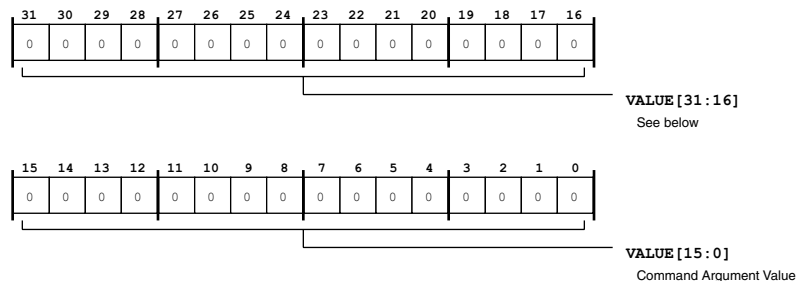 31 30 29 28 27 26 25 24 23 22 21 20 19 18 17 16
0 0 0 0 0 0 0 0 0 0 0 0 0 0 0 0
VALUE[31:16]
See below
15 14 13 12 11 10 9 8 7 6 5 4 3 2 1 0
0 0 0 0 0 0 0 0 0 0 0 0 0 0 0 0
VALUE[15:0]
Command Argument Value